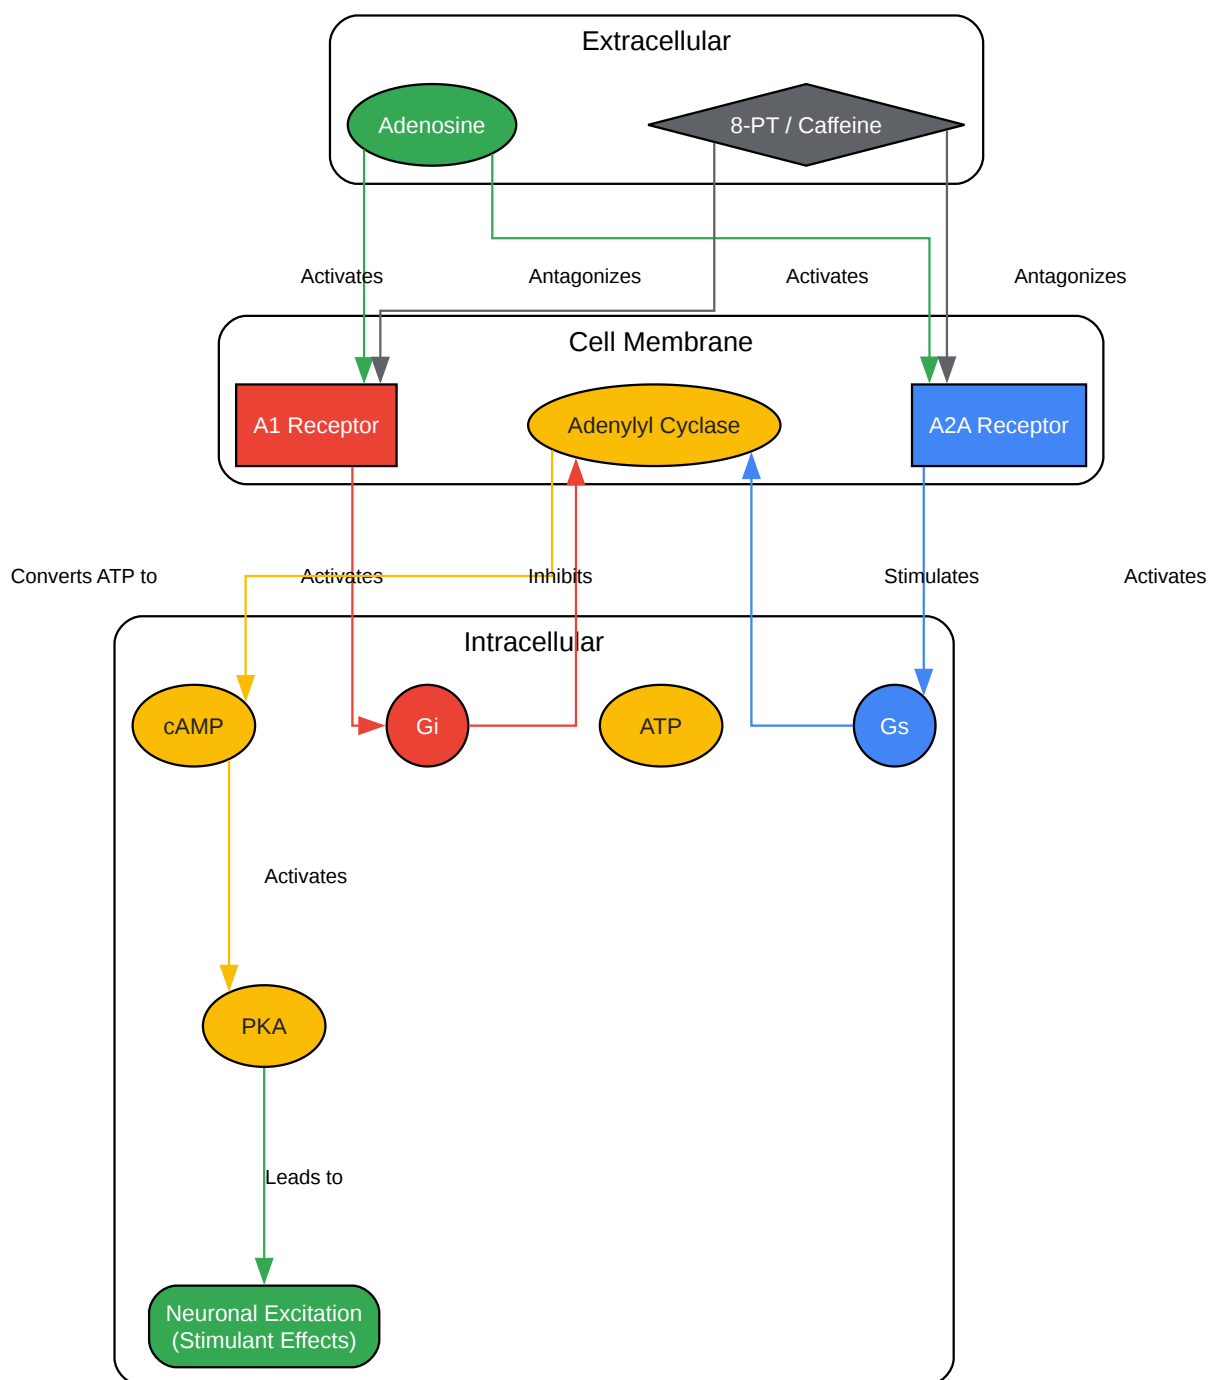 Extracellular
Adenosine
8-PT / Caffeine
Activates
Antagonizes
Activates
Antagonizes
Cell Membrane
A1 Receptor
Adenylyl Cyclase
A2A Receptor
Converts ATP to
Activates
Inhibits
Stimulates
Activates
Intracellular
cAMP
Gi
ATP
Gs
Activates
PKA
Leads to
Neuronal Excitation
(Stimulant Effects)